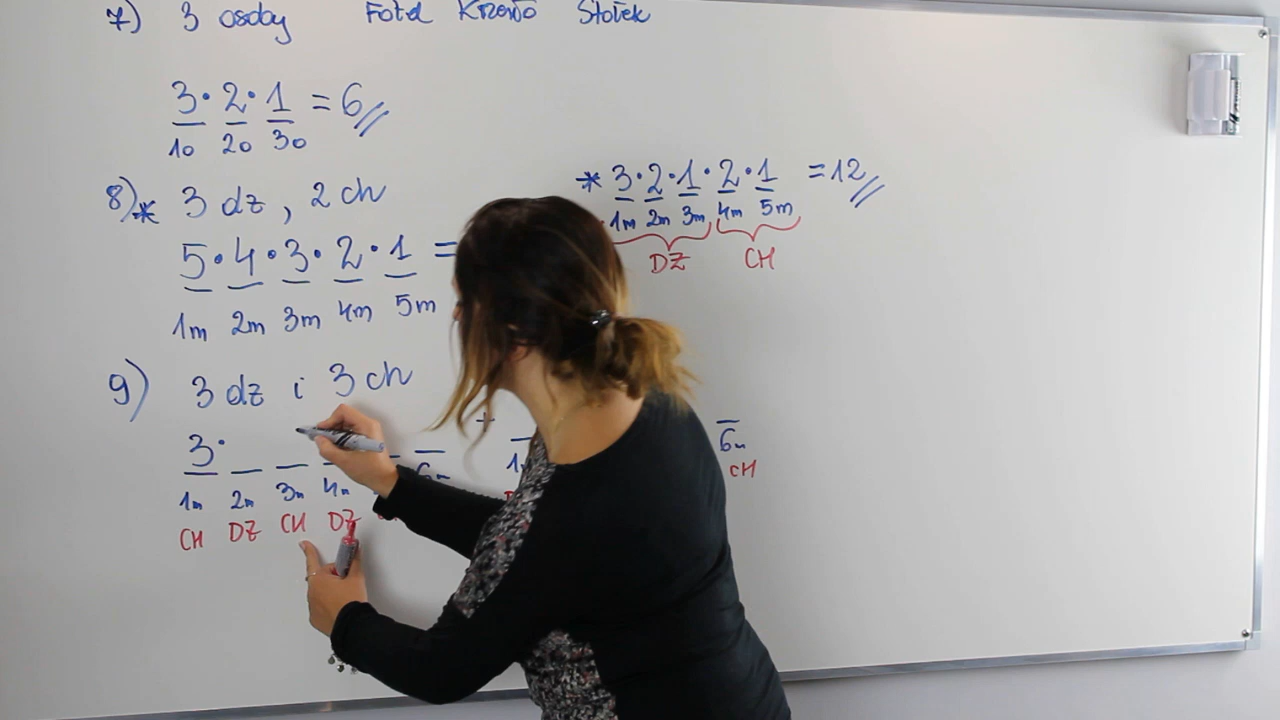 7) 3 osoby Fotel Krzesło Stołek
3 · 2 · 1 = 6
1o 2o 3o
8)* 3 dz, 2 ch
5 · 4 · 3 · 2 · 1 =
1m 2m 3m 4m 5m
* 3 · 2 · 1 · 2 · 1 = 12
1m 2m 3m 4m 5m
DZ CH
9) 3 dz i 3 ch
3 ·
1m 2m 3m 4m 6m
CH DZ CH DZ
+
1m 6m
CH